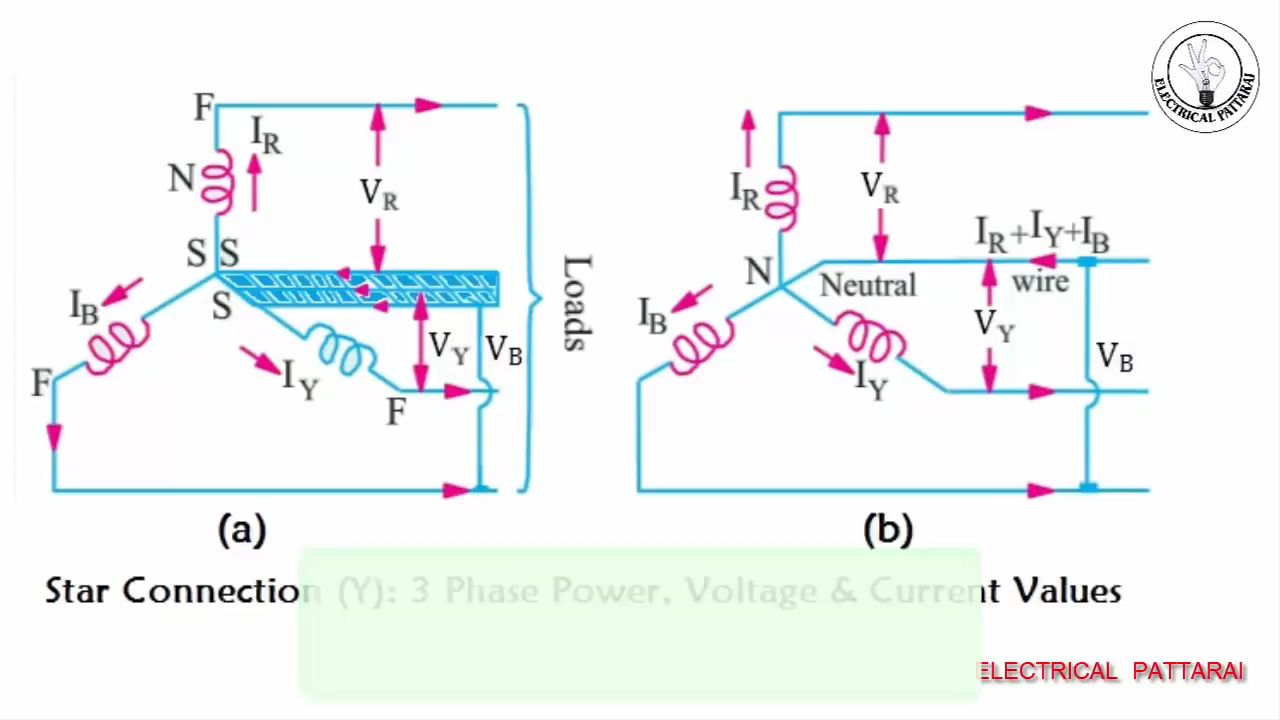 ELECTRICAL PATTARAI
F
I_R
N
V_R
S S
S
I_B
F
I_Y
V_Y
V_B
F
Loads
(a)
I_R
V_R
I_R+I_Y+I_B
N
Neutral wire
I_B
V_Y
I_Y
V_B
(b)
Star Connection (Y): 3 Phase Power, Voltage & Current Values
ELECTRICAL PATTARAI